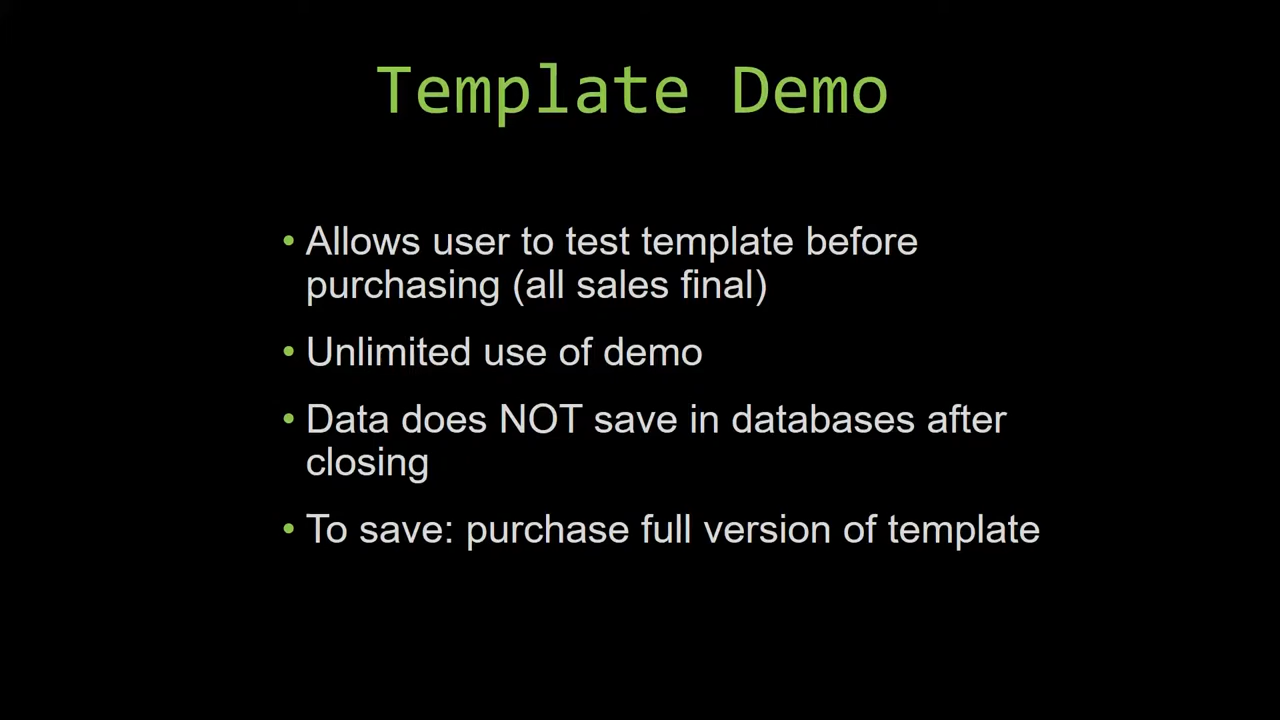 Template Demo
• Allows user to test template before
purchasing (all sales final)
• Unlimited use of demo
• Data does NOT save in databases after
closing
• To save: purchase full version of template